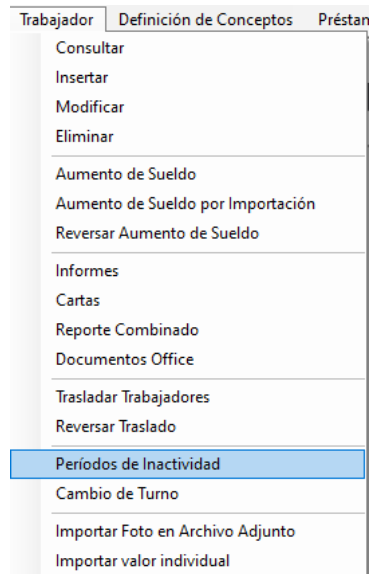 Trabajador Definición de Conceptos Préstan
Consultar
Insertar
Modificar
Eliminar
Aumento de Sueldo
Aumento de Sueldo por Importación
Reversar Aumento de Sueldo
Informes
Cartas
Reporte Combinado
Documentos Office
Trasladar Trabajadores
Reversar Traslado
Períodos de Inactividad
Cambio de Turno
Importar Foto en Archivo Adjunto
Importar valor individual